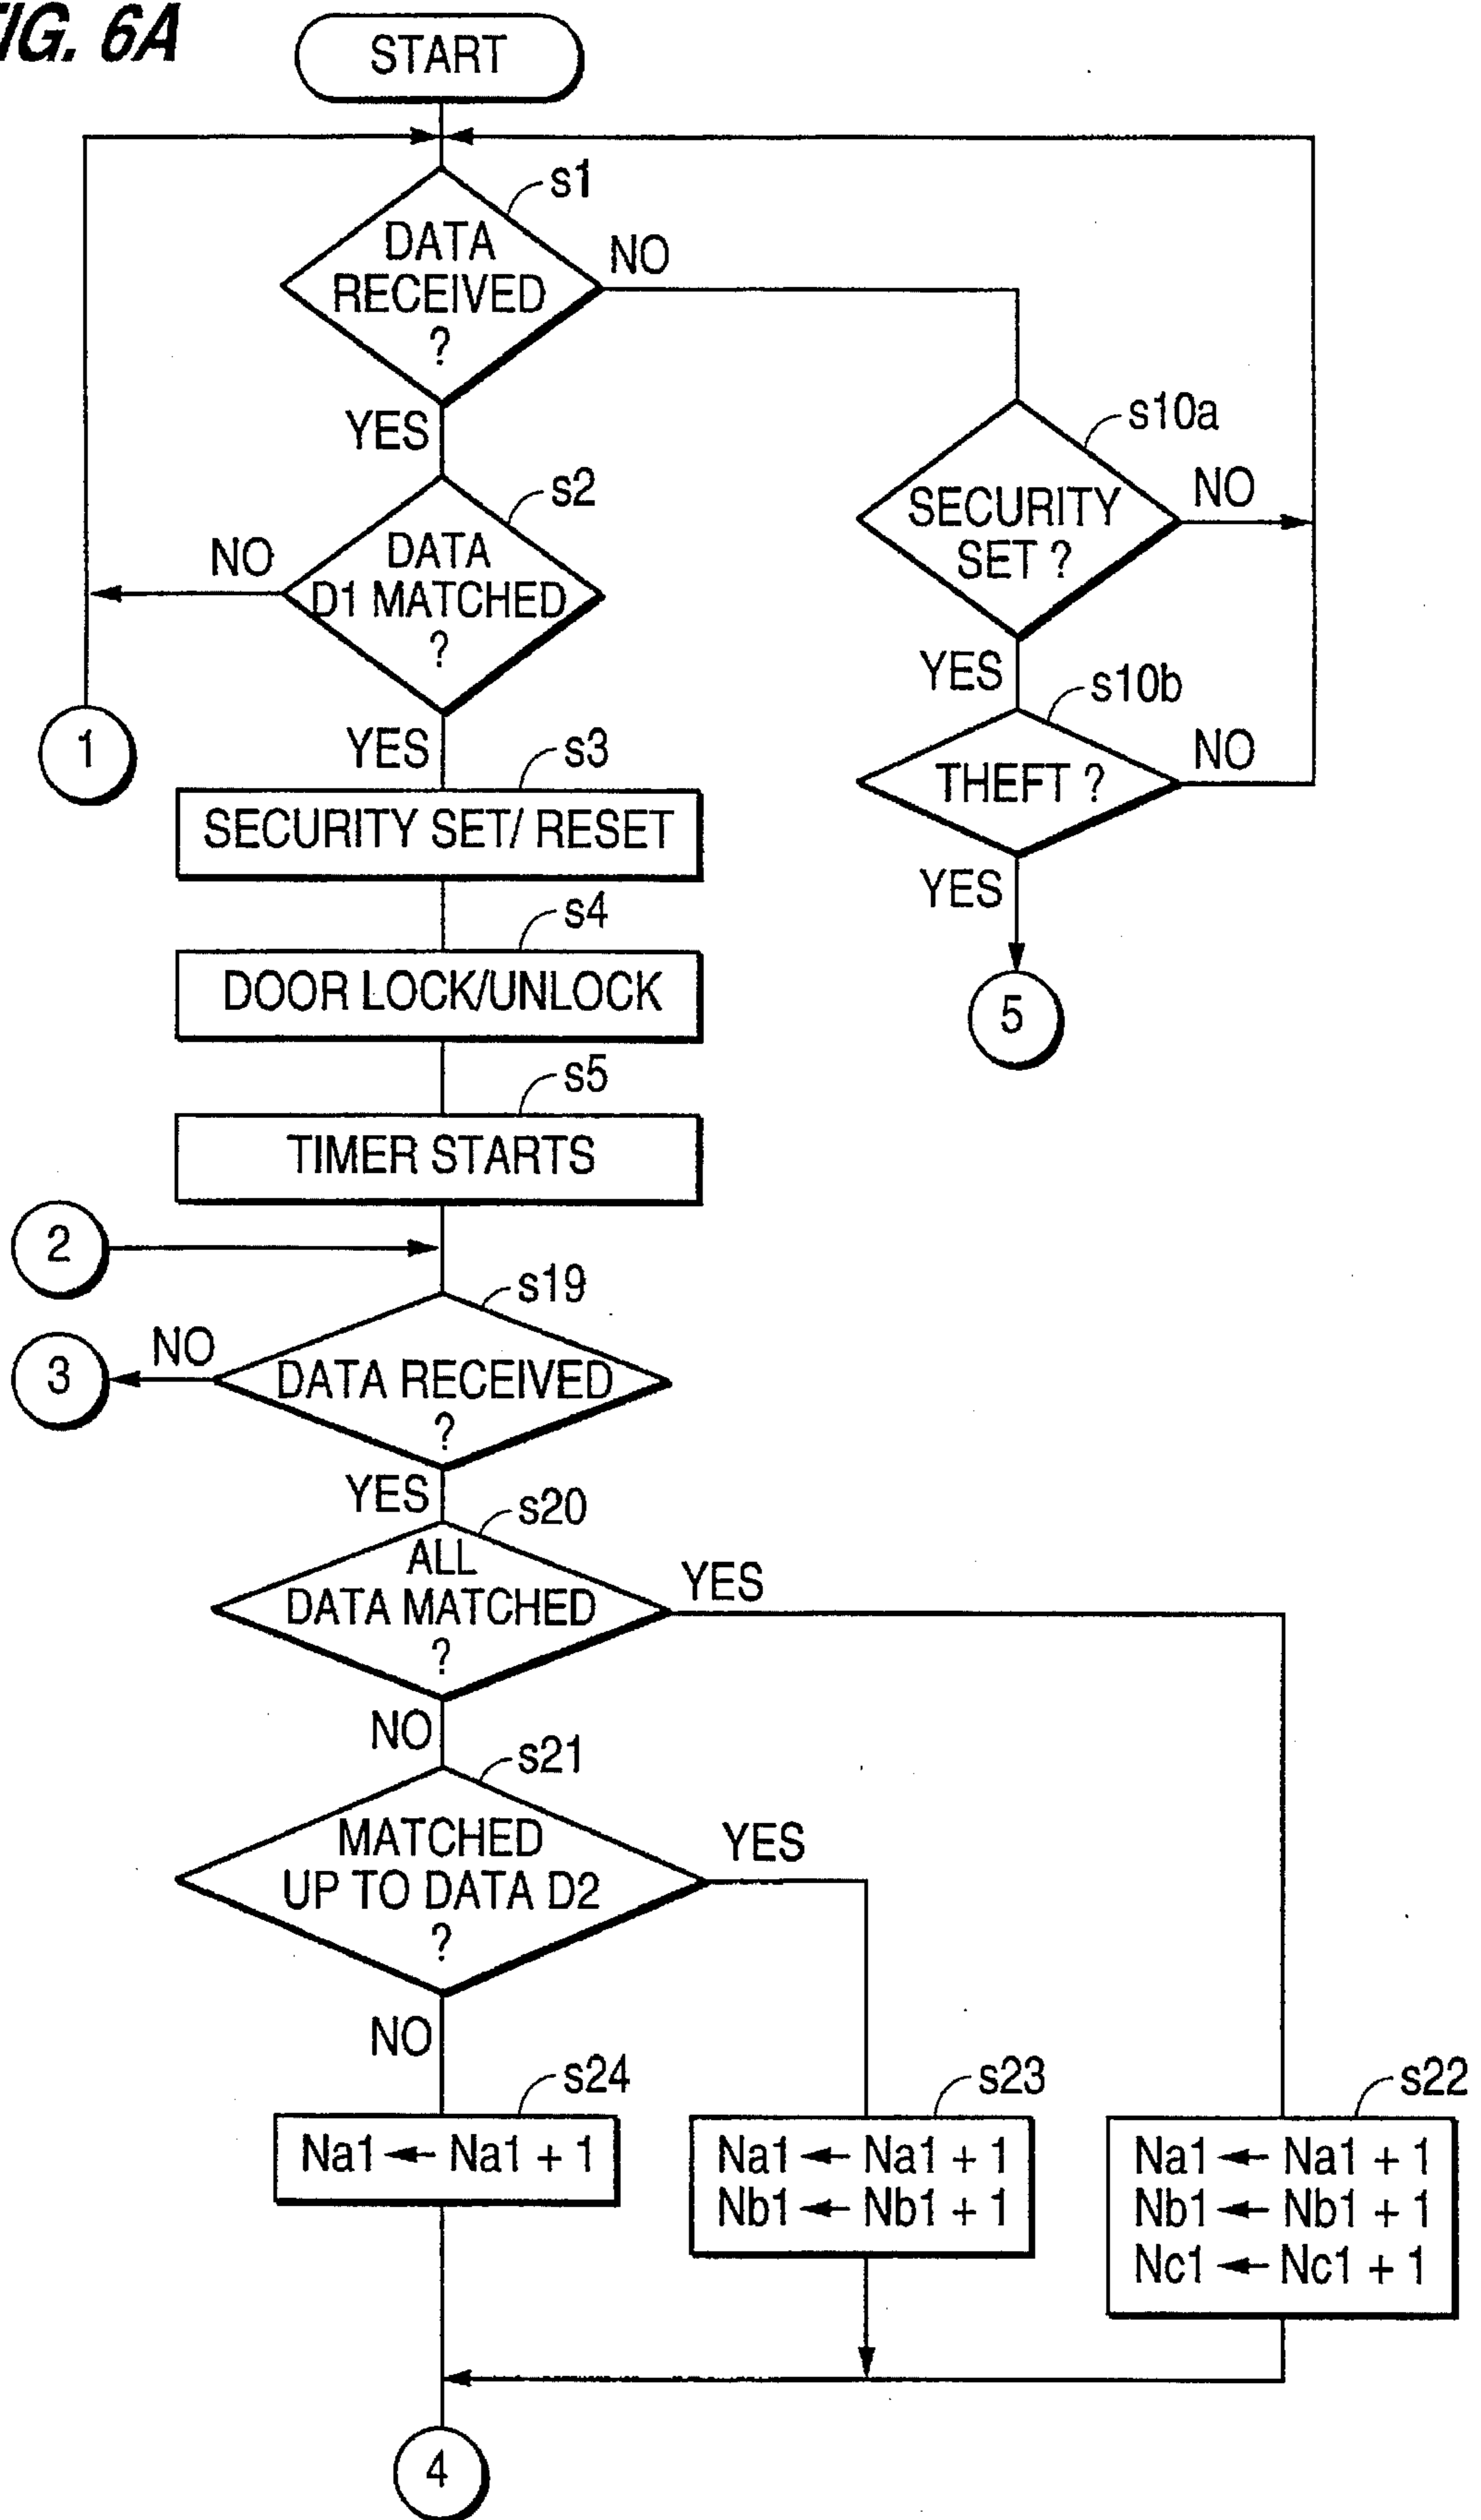 FIG. 6A
START
s1
DATA
RECEIVED
?
NO
YES
s10a
SECURITY
SET ?
NO
YES
s2
DATA
D1 MATCHED
?
NO
YES
1
s10b
THEFT ?
NO
YES
5
s3
SECURITY SET/ RESET
s4
DOOR LOCK/UNLOCK
s5
TIMER STARTS
2
s19
DATA RECEIVED
?
NO
3
YES
s20
ALL
DATA MATCHED
?
YES
NO
s21
MATCHED
UP TO DATA D2
?
YES
NO
s24
Na1 ← Na1 + 1
s23
Na1 ← Na1 + 1
Nb1 ← Nb1 + 1
s22
Na1 ← Na1 + 1
Nb1 ← Nb1 + 1
Nc1 ← Nc1 + 1
4